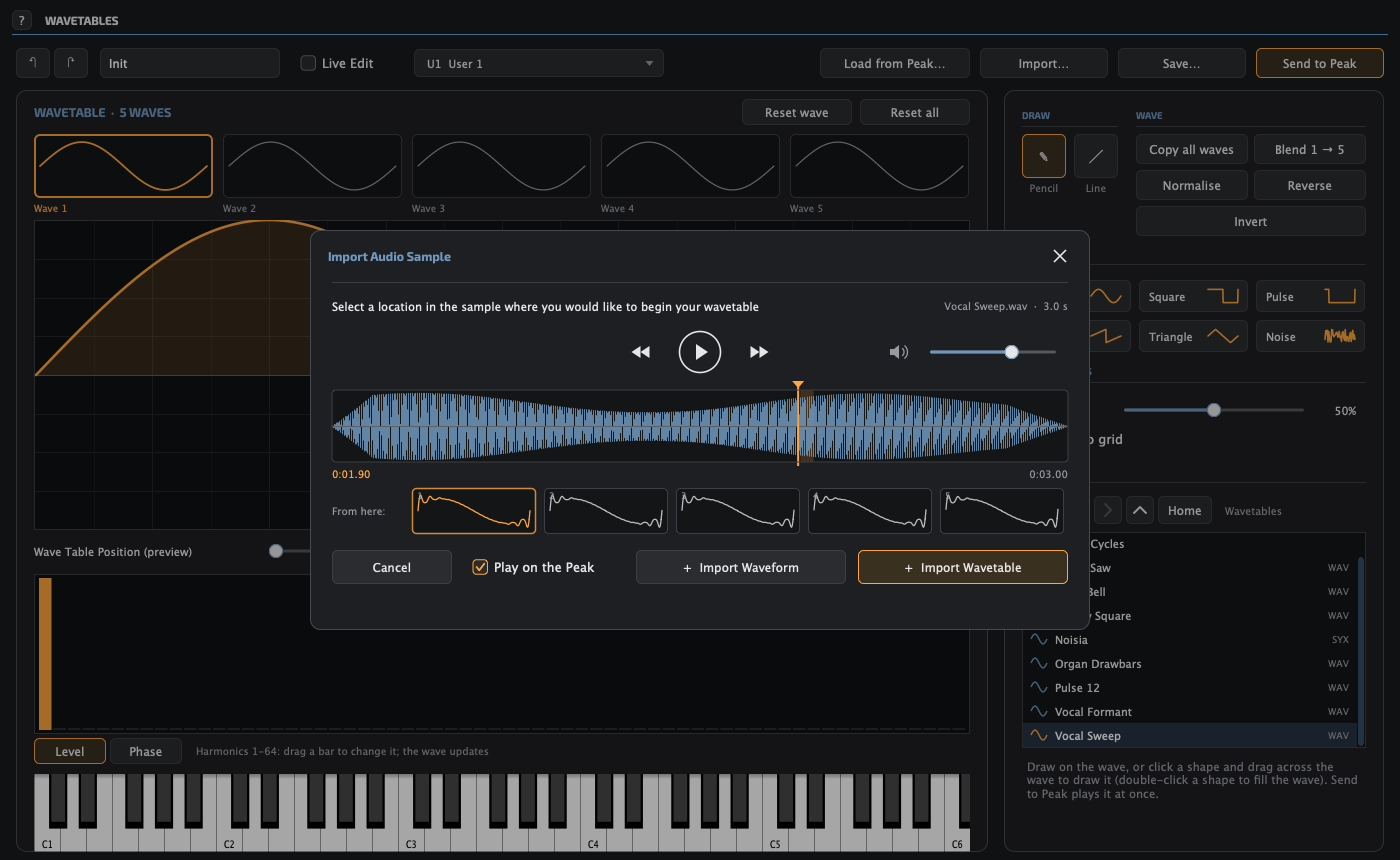 ? WAVETABLES
Init
Live Edit
U1 User 1
Load from Peak...
Import...
Save...
Send to Peak
WAVETABLE · 5 WAVES
Reset wave
Reset all
Wave 1
Wave 2
Wave 3
Wave 4
Wave 5
DRAW
Pencil
Line
WAVE
Copy all waves
Blend 1 → 5
Normalise
Reverse
Invert
Square
Pulse
Triangle
Noise
50%
grid
Import Audio Sample
Select a location in the sample where you would like to begin your wavetable
Vocal Sweep.wav · 3.0 s
0:01.90
0:03.00
From here:
Cancel
Play on the Peak
+ Import Waveform
+ Import Wavetable
Wave Table Position (preview)
Home
Wavetables
Cycles
Saw WAV
Bell WAV
Square WAV
Noisia SYX
Organ Drawbars WAV
Pulse 12 WAV
Vocal Formant WAV
Vocal Sweep WAV
Draw on the wave, or click a shape and drag across the
wave to draw it (double-click a shape to fill the wave). Send
to Peak plays it at once.
Level
Phase
Harmonics 1–64: drag a bar to change it; the wave updates
C1
C2
C3
C4
C5
C6